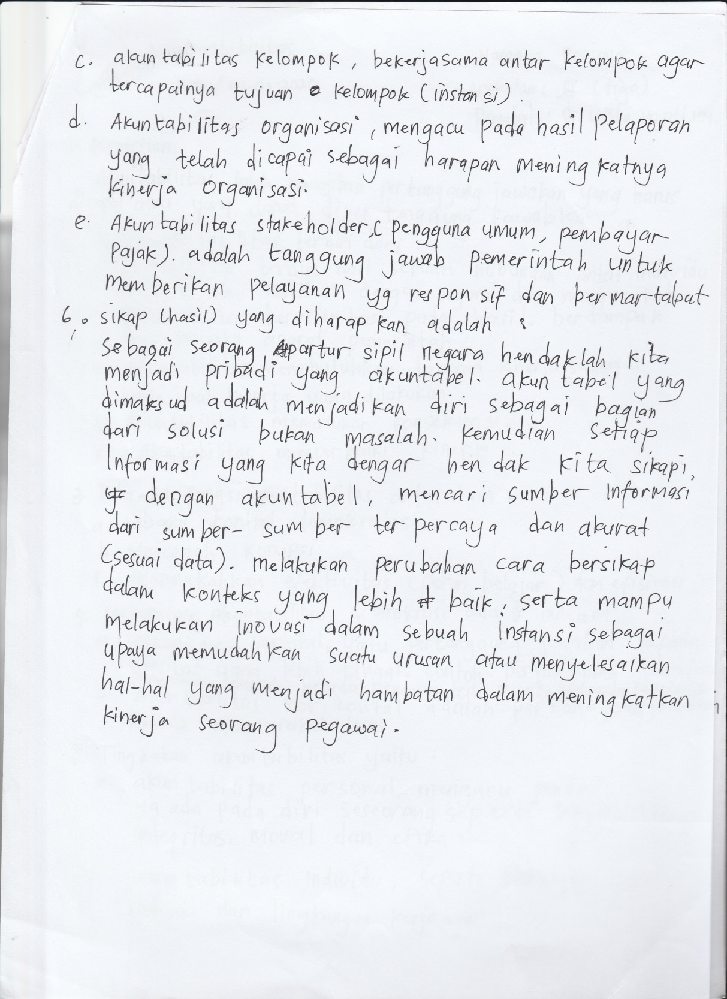 c. akuntabilitas kelompok, bekerjasama antar kelompok agar
tercapainya tujuan kelompok (instansi).
d. Akuntabilitas organisasi, mengacu pada hasil pelaporan
yang telah dicapai sebagai harapan meningkatnya
kinerja organisasi.
e. Akuntabilitas stakeholder, (pengguna umum, pembayar
pajak). adalah tanggung jawab pemerintah untuk
memberikan pelayanan yg responsif dan bermartabat
6. sikap (hasil) yang diharapkan adalah :
Sebagai seorang Apartur sipil negara hendaklah kita
menjadi pribadi yang akuntabel. akuntabel yang
dimaksud adalah menjadikan diri sebagai bagian
dari solusi bukan masalah. kemudian setiap
Informasi yang kita dengar hendak kita sikapi,
dengan akuntabel, mencari sumber Informasi
dari sumber-sumber terpercaya dan akurat
(sesuai data). melakukan perubahan cara bersikap
dalam konteks yang lebih baik, serta mampu
melakukan inovasi dalam sebuah instansi sebagai
upaya memudahkan suatu urusan atau menyelesaikan
hal-hal yang menjadi hambatan dalam meningkatkan
kinerja seorang pegawai.